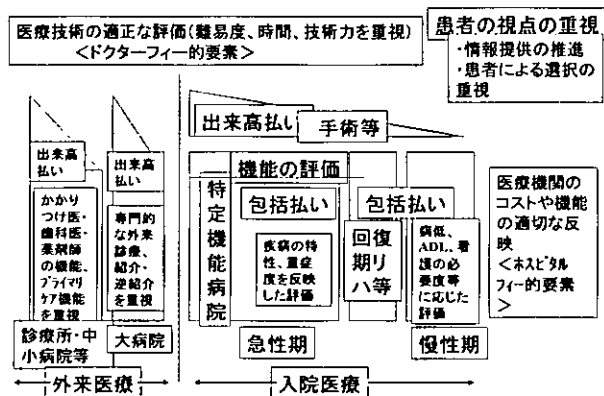 医療技術の適正な評価(難易度、時間、技術力を重視)
<ドクターフィー的要素>
患者の視点の重視
・情報提供の推進
・患者による選択の
重視
出来高
払い
かかり
つけ医・
歯科医・
薬剤師
の機能、
プライマリ
ケア機能
を重視
診療所・中
小病院等
出来高
払い
専門的
な外来
診療、紹
介・逆紹介
を重視
大病院
外来医療
出来高払い
手術等
機能の評価
特定機能病院
包括払い
疾病の特
性、重症
度を反映
した評価
急性期
回復
期リ
ハ等
包括払い
病低、
ADL、看
護の必
要度等
に応じた
評価
慢性期
入院医療
医療機関の
コストや機能
の適切な反
映
<ホスピタル
フィー的要素
>